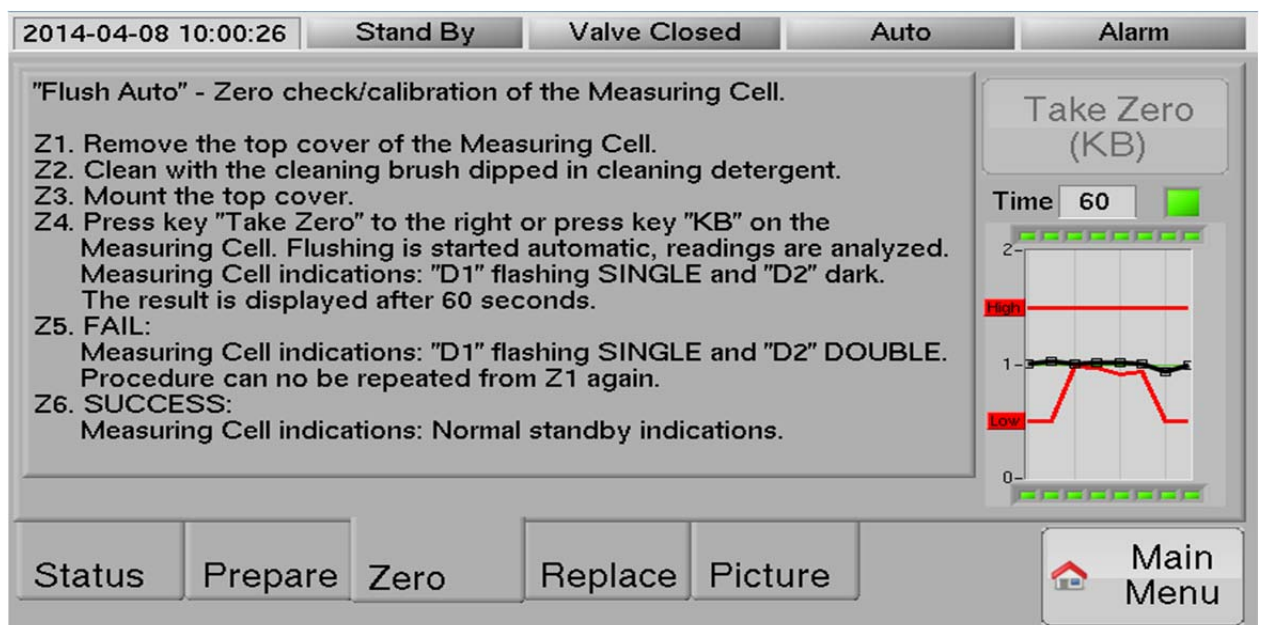 2014-04-08 10:00:26 Stand By Valve Closed Auto Alarm
"Flush Auto" - Zero check/calibration of the Measuring Cell.
Z1. Remove the top cover of the Measuring Cell.
Z2. Clean with the cleaning brush dipped in cleaning detergent.
Z3. Mount the top cover.
Z4. Press key "Take Zero" to the right or press key "KB" on the
Measuring Cell. Flushing is started automatic, readings are analyzed.
Measuring Cell indications: "D1" flashing SINGLE and "D2" dark.
The result is displayed after 60 seconds.
Z5. FAIL:
Measuring Cell indications: "D1" flashing SINGLE and "D2" DOUBLE.
Procedure can no be repeated from Z1 again.
Z6. SUCCESS:
Measuring Cell indications: Normal standby indications.
Take Zero
(KB)
Time 60
2
High
1
Low
0
Status Prepare Zero Replace Picture
Main
Menu